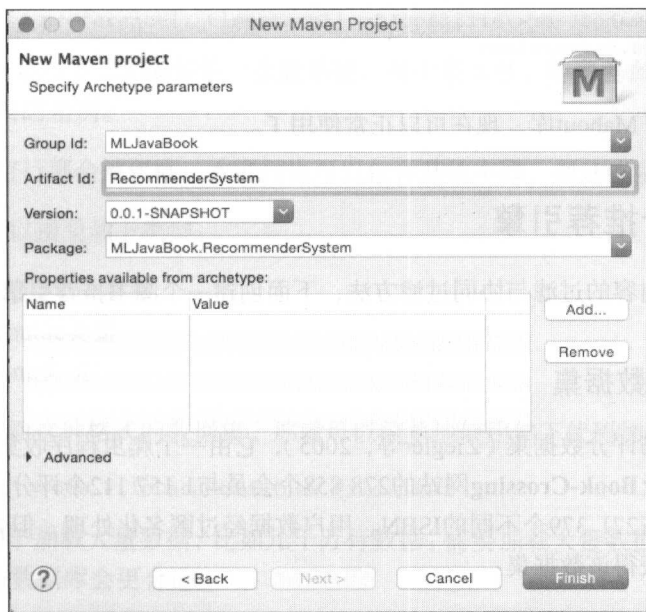 New Maven Project
New Maven project
Specify Archetype parameters
M
Group Id: MLJavaBook
Artifact Id: RecommenderSystem
Version: 0.0.1-SNAPSHOT
Package: MLJavaBook.RecommenderSystem
Properties available from archetype:
Name Value
Add...
Remove
Advanced
? < Back Next > Cancel Finish